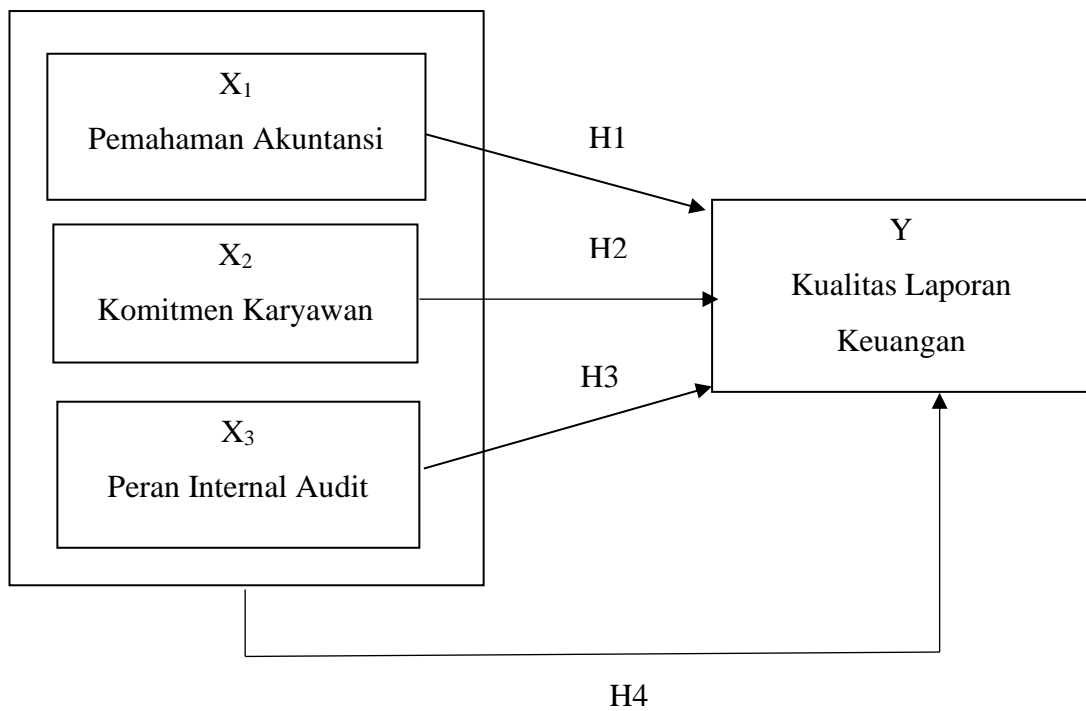 X₁
Pemahaman Akuntansi
H1
X₂
Komitmen Karyawan
H2
Y
Kualitas Laporan
Keuangan
X₃
Peran Internal Audit
H3
H4